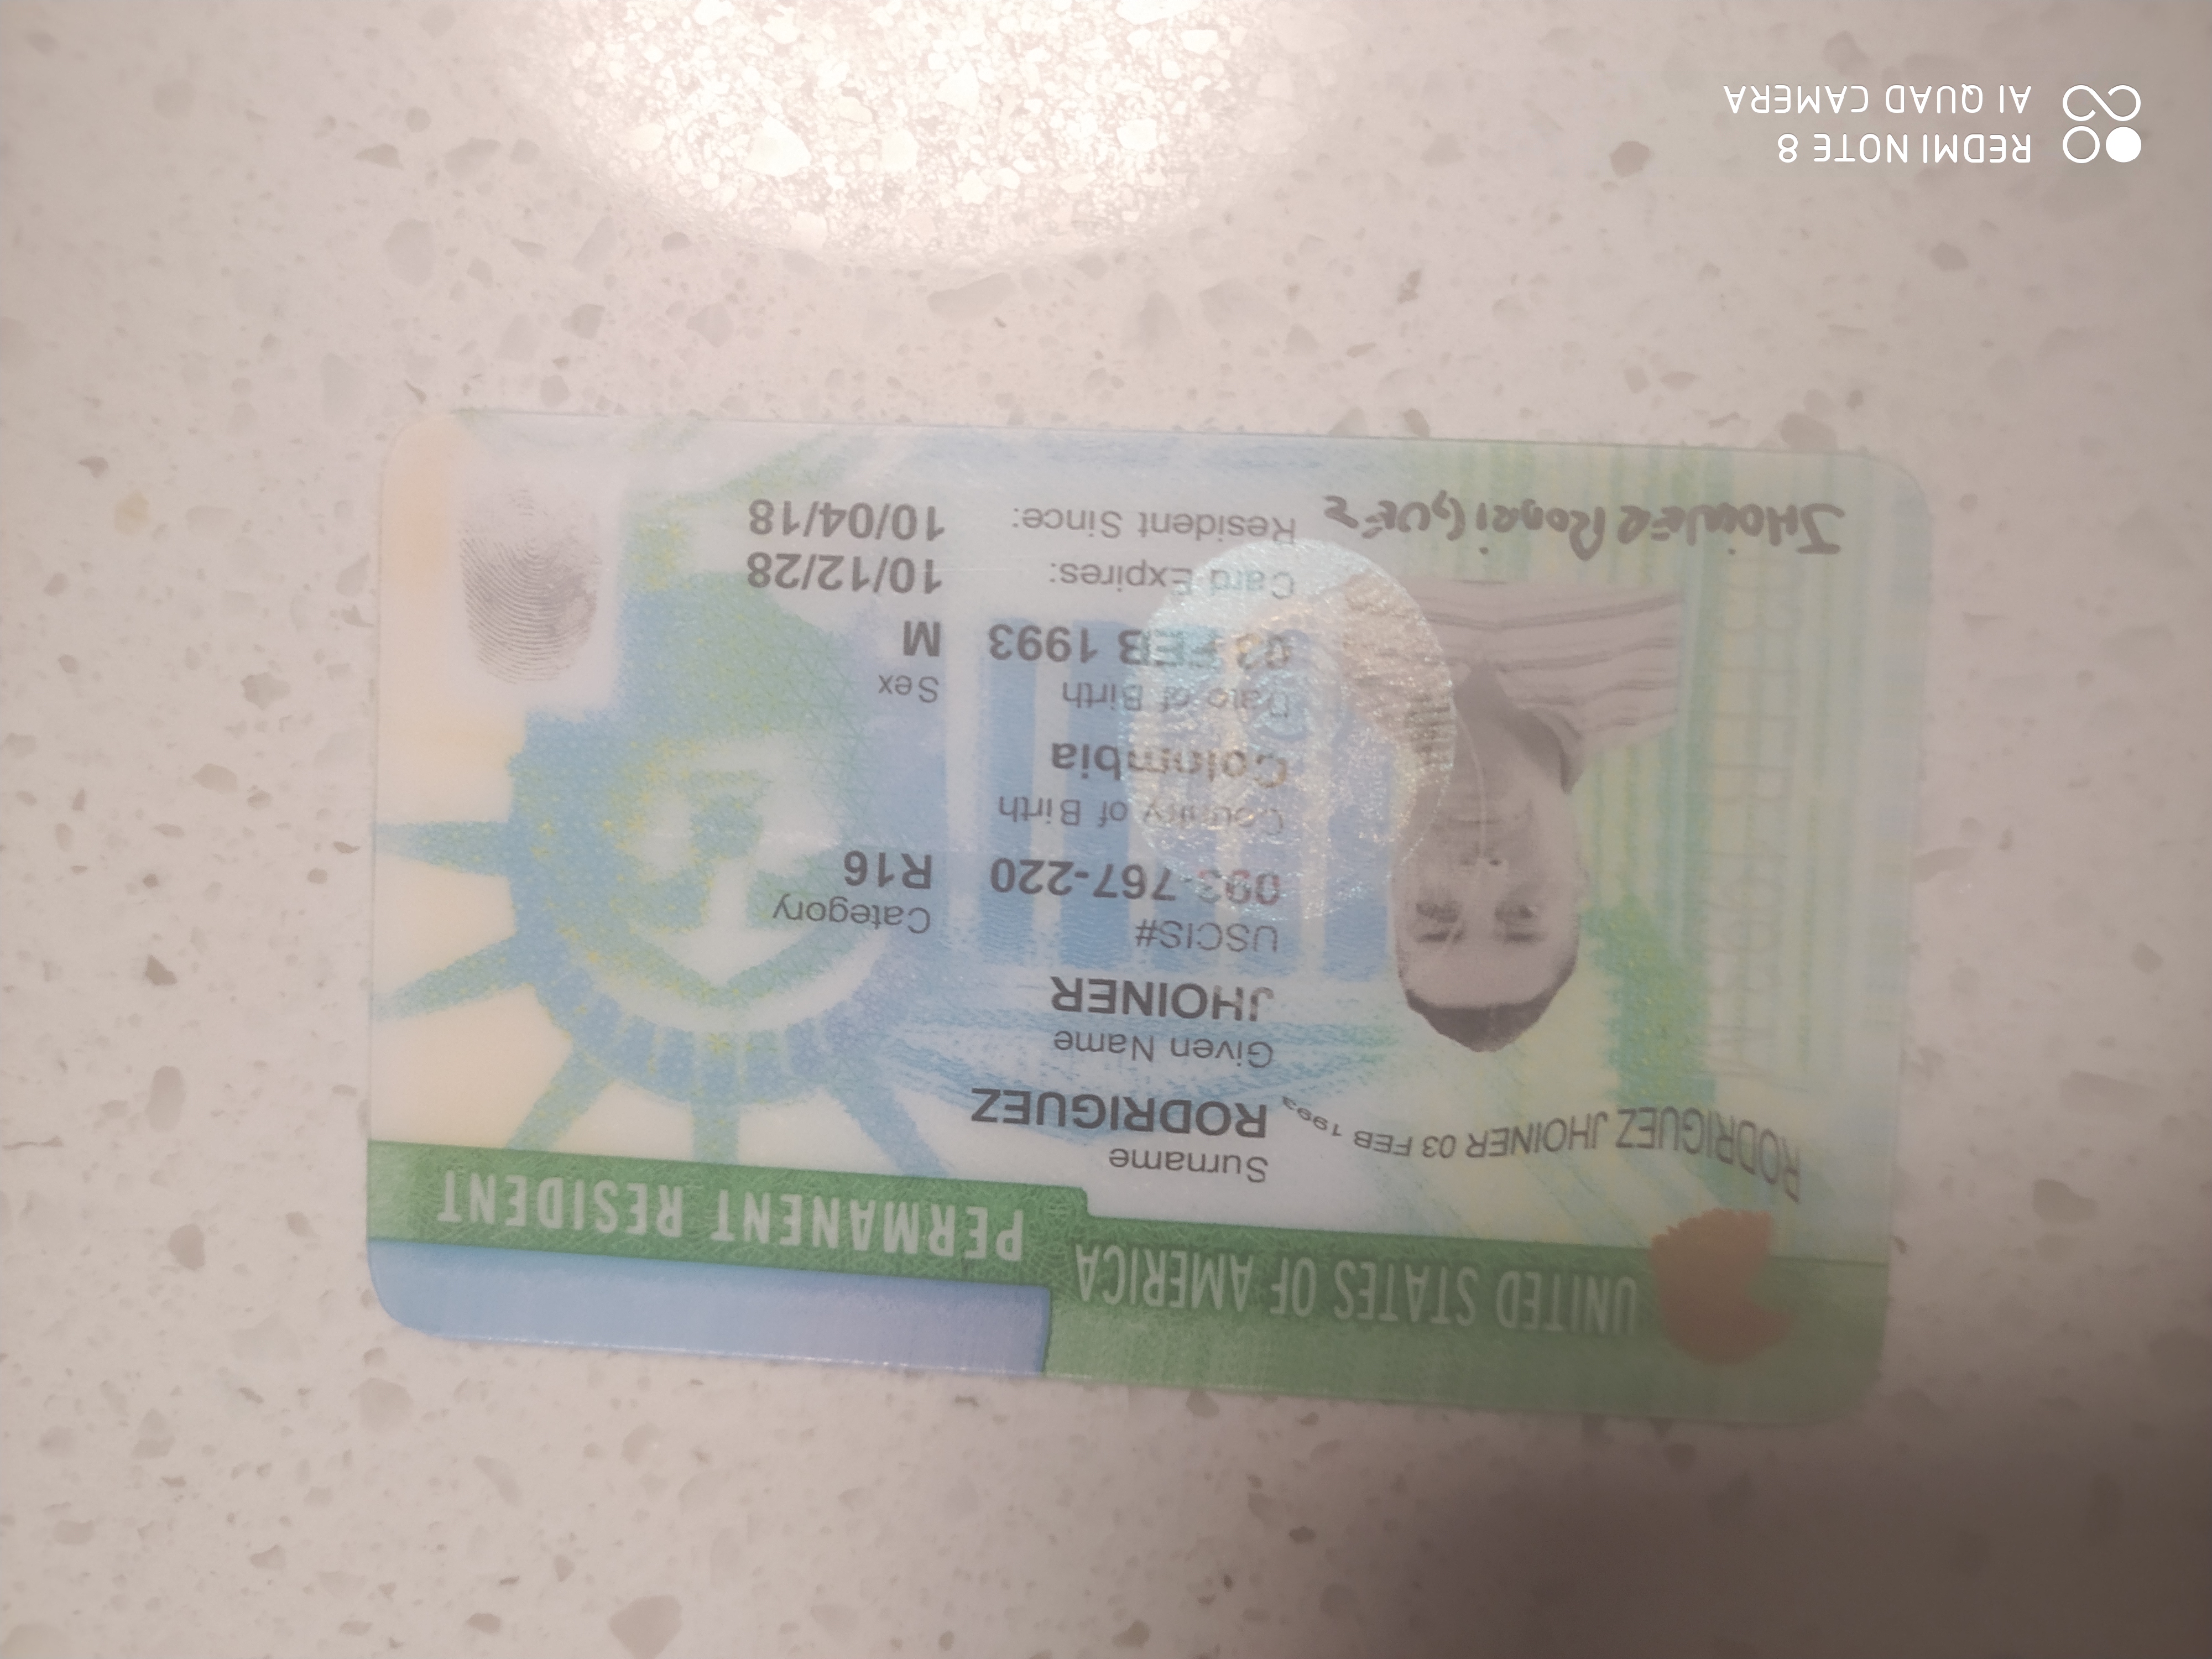 UNITED STATES OF AMERICA
PERMANENT RESIDENT
RODRIGUEZ JHOINER 03 FEB 1993
Surname
RODRIGUEZ
Given Name
JHOINER
USCIS# Category
093-767-220 R16
Country of Birth
Colombia
Date of Birth Sex
03 FEB 1993 M
Card Expires: 10/12/28
Resident Since: 10/04/18
REDMI NOTE 8
AI QUAD CAMERA